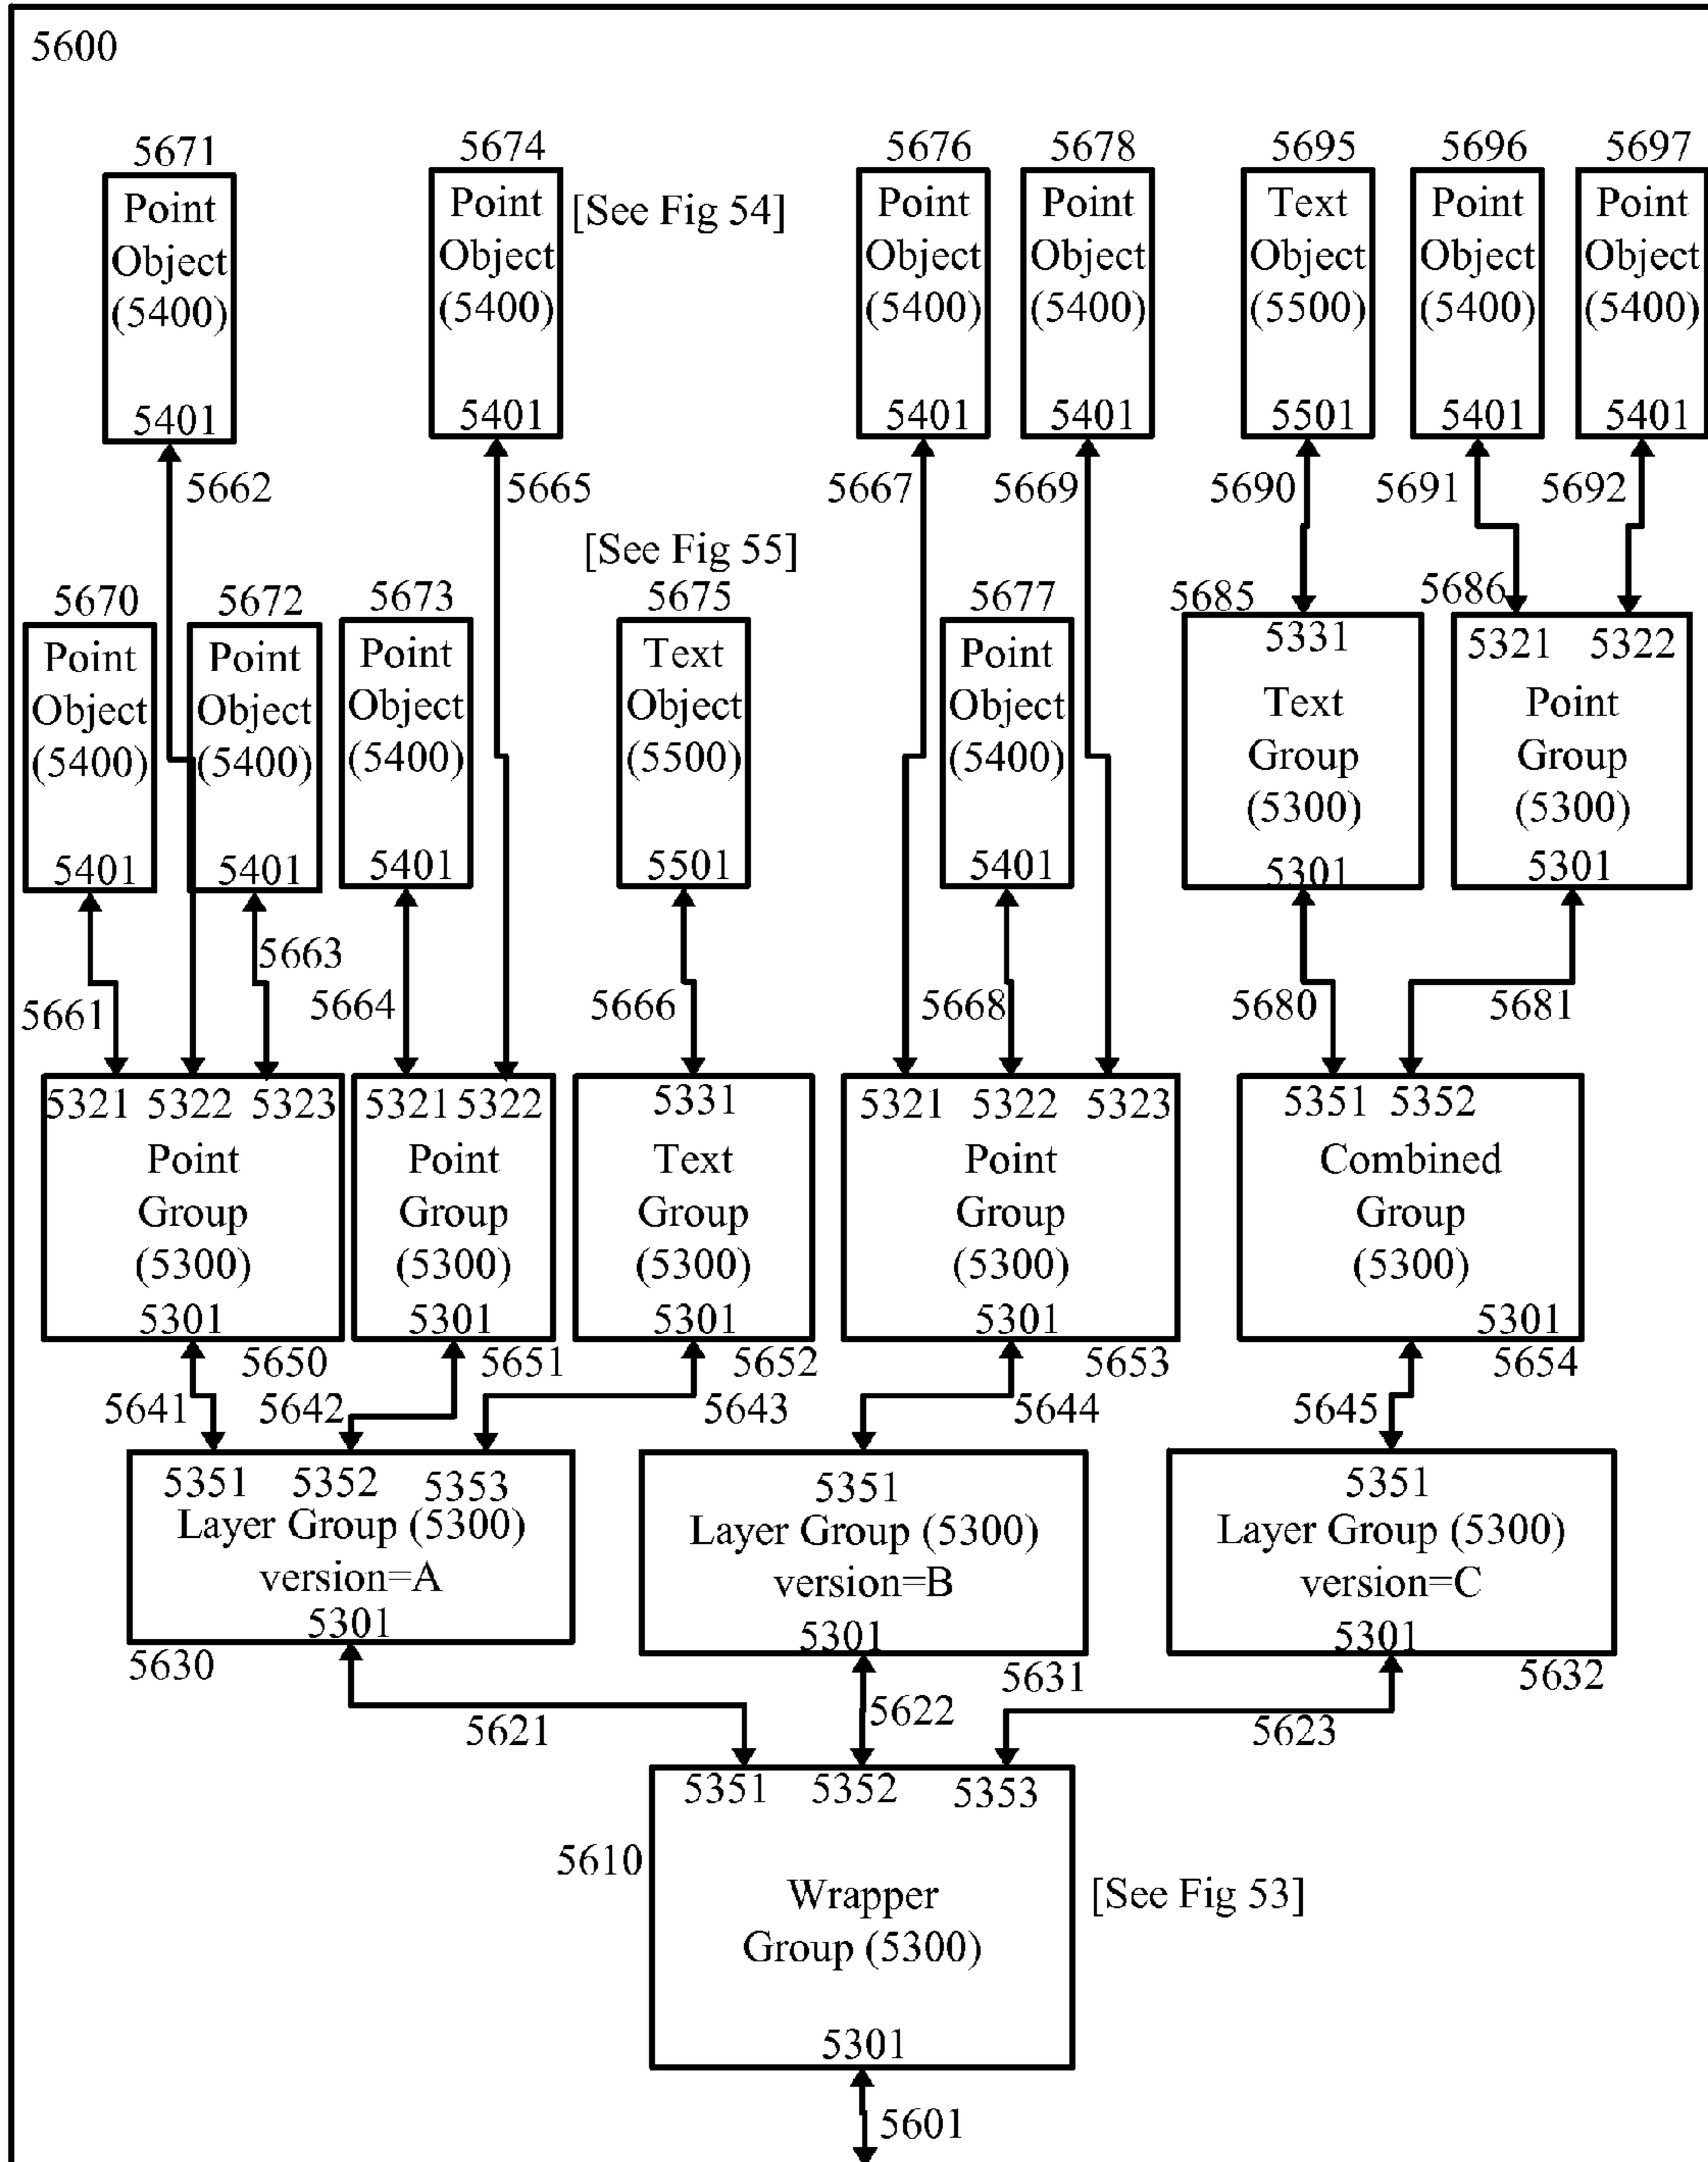 5600
5671 5674 5676 5678 5695 5696 5697
Point Point [See Fig 54] Point Point Text Point Point
Object Object Object Object Object Object Object
(5400) (5400) (5400) (5400) (5500) (5400) (5400)
5401 5401 5401 5401 5501 5401 5401
5662 5665 5667 5669 5690 5691 5692
[See Fig 55]
5670 5672 5673 5675 5677 5685 5686
Point Point Point Text Point 5331 5321 5322
Object Object Object Object Object Text Point
(5400) (5400) (5400) (5500) (5400) Group Group
(5300) (5300)
5401 5401 5401 5501 5401 5301 5301
5663
5661 5664 5666 5668 5680 5681
5321 5322 5323 5321 5322 5331 5321 5322 5323 5351 5352
Point Point Text Point Combined
Group Group Group Group Group
(5300) (5300) (5300) (5300) (5300)
5301 5301 5301 5301 5301
5650 5651 5652 5653 5654
5641 5642 5643 5644 5645
5351 5352 5353 5351 5351
Layer Group (5300) Layer Group (5300) Layer Group (5300)
version=A version=B version=C
5301 5301 5301
5630 5631 5632
5621 5622 5623
5351 5352 5353
5610
Wrapper [See Fig 53]
Group (5300)
5301
5601